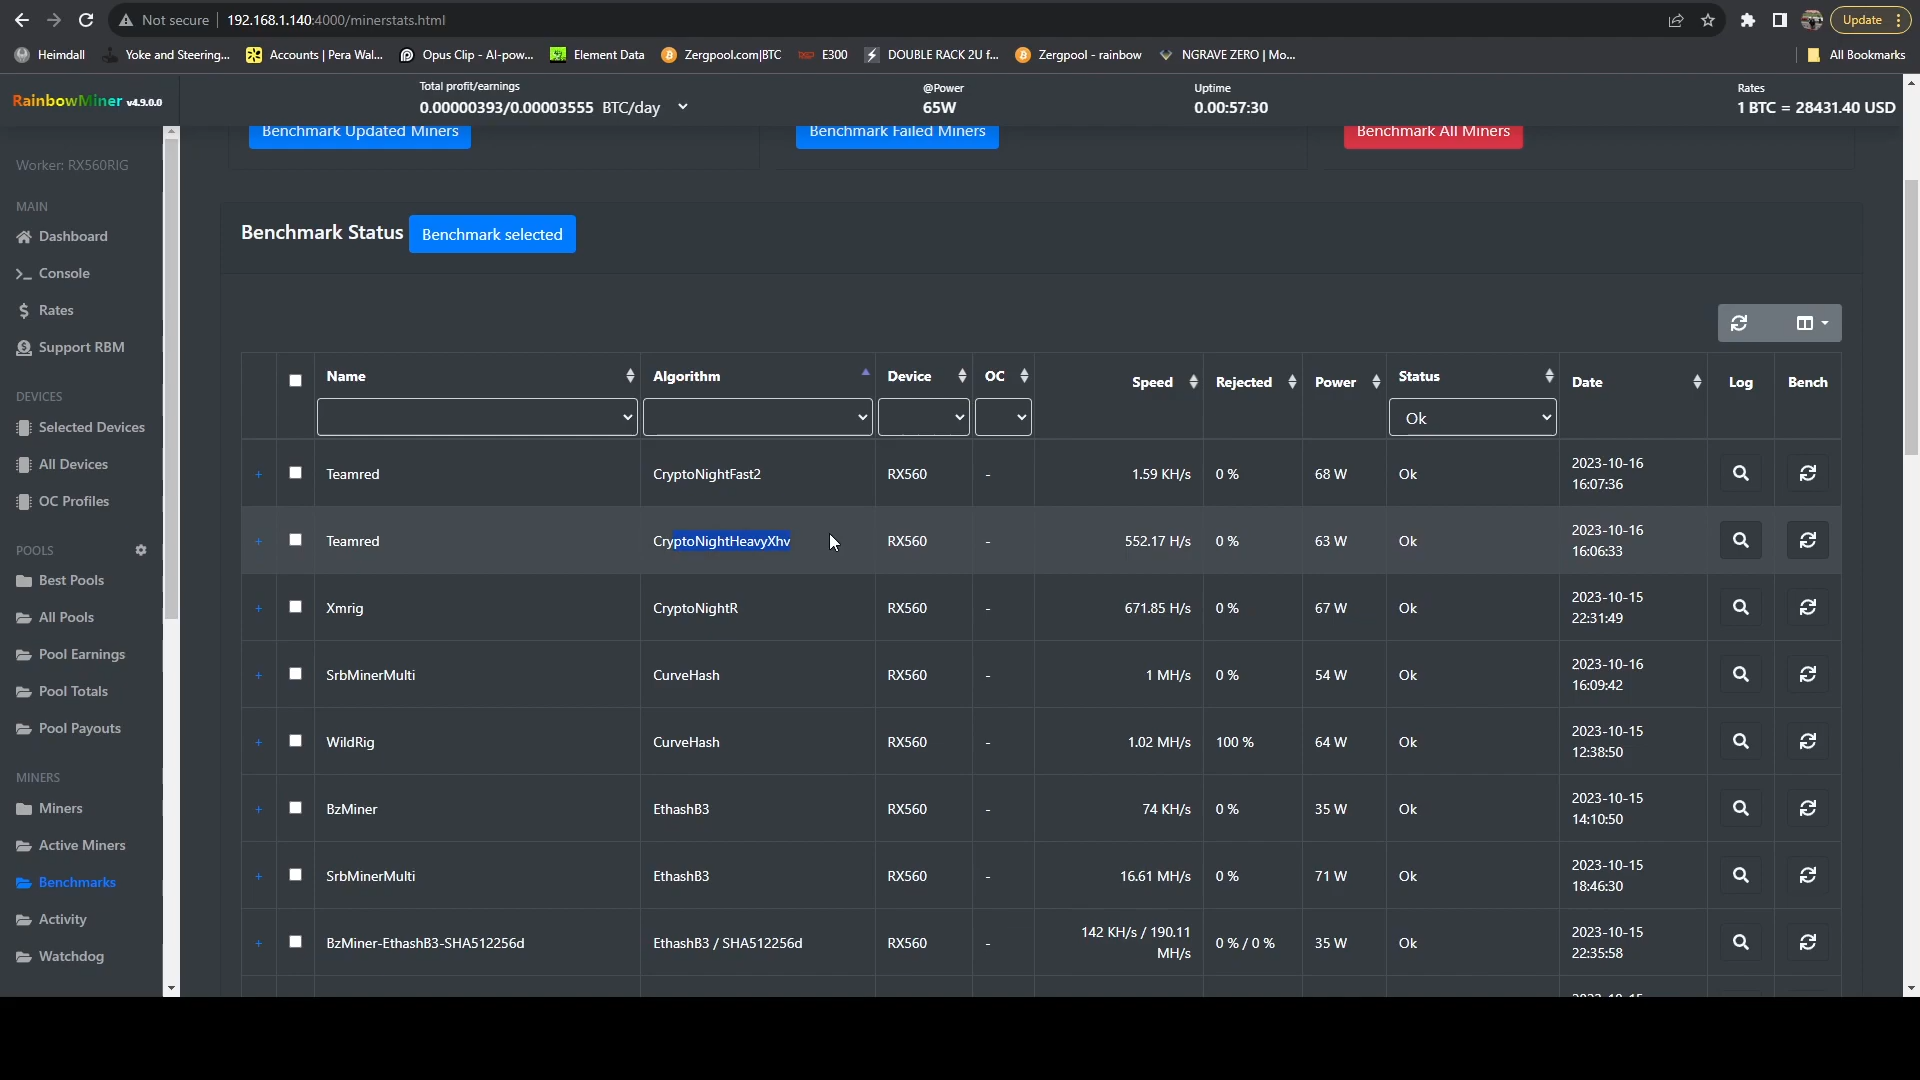 Not secure
192.168.1.140:4000/minerstats.html
Update
Heimdall
Yoke and Steering...
Accounts | Pera Wal...
Opus Clip - AI-pow...
Element Data
Zergpool.com|BTC
E300
DOUBLE RACK 2U f...
Zergpool - rainbow
NGRAVE ZERO | Mo...
All Bookmarks
RainbowMiner v4.9.0.0
Total profit/earnings
0.00000393/0.00003555 BTC/day
@Power
65W
Uptime
0.00:57:30
Rates
1 BTC = 28431.40 USD
Worker: RX560RIG
MAIN
Dashboard
Console
Rates
Support RBM
DEVICES
Selected Devices
All Devices
OC Profiles
POOLS
Best Pools
All Pools
Pool Earnings
Pool Totals
Pool Payouts
MINERS
Miners
Active Miners
Benchmarks
Activity
Watchdog
Benchmark Updated Miners
Benchmark Failed Miners
Benchmark All Miners
Benchmark Status Benchmark selected
Name Algorithm Device OC Speed Rejected Power Status Date Log Bench
Ok
+ Teamred CryptoNightFast2 RX560 - 1.59 KH/s 0 % 68 W Ok 2023-10-16
16:07:36
+ Teamred CryptoNightHeavyXhv RX560 - 552.17 H/s 0 % 63 W Ok 2023-10-16
16:06:33
+ Xmrig CryptoNightR RX560 - 671.85 H/s 0 % 67 W Ok 2023-10-15
22:31:49
+ SrbMinerMulti CurveHash RX560 - 1 MH/s 0 % 54 W Ok 2023-10-16
16:09:42
+ WildRig CurveHash RX560 - 1.02 MH/s 100 % 64 W Ok 2023-10-15
12:38:50
+ BzMiner EthashB3 RX560 - 74 KH/s 0 % 35 W Ok 2023-10-15
14:10:50
+ SrbMinerMulti EthashB3 RX560 - 16.61 MH/s 0 % 71 W Ok 2023-10-15
18:46:30
+ BzMiner-EthashB3-SHA512256d EthashB3 / SHA512256d RX560 - 142 KH/s / 190.11 0 % / 0 % 35 W Ok 2023-10-15
MH/s 22:35:58